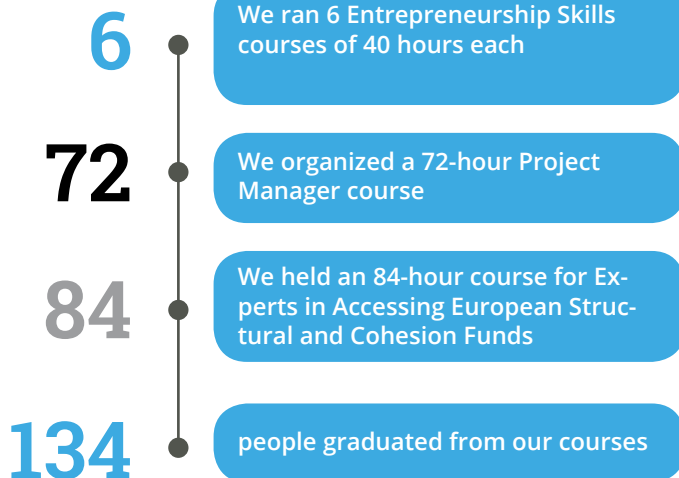 6
We ran 6 Entrepreneurship Skills
courses of 40 hours each
72
We organized a 72-hour Project
Manager course
84
We held an 84-hour course for Ex-
perts in Accessing European Struc-
tural and Cohesion Funds
134
people graduated from our courses